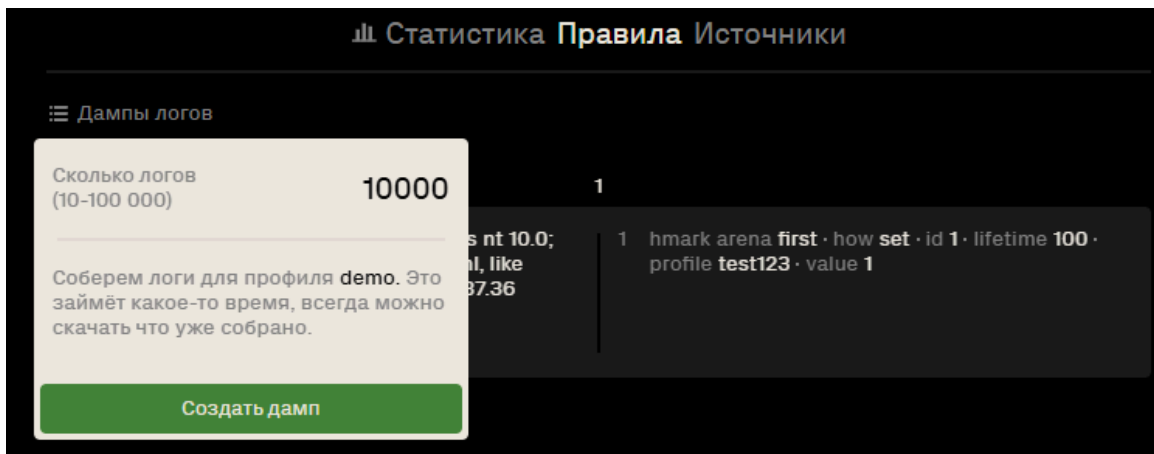 Статистика Правила Источники
Дампы логов
Сколько логов
(10-100 000)
10000
Соберем логи для профиля demo. Это
займёт какое-то время, всегда можно
скачать что уже собрано.
Создать дамп
1
s nt 10.0;
like
37.36
1 hmark arena first · how set · id 1 · lifetime 100 ·
profile test123 · value 1